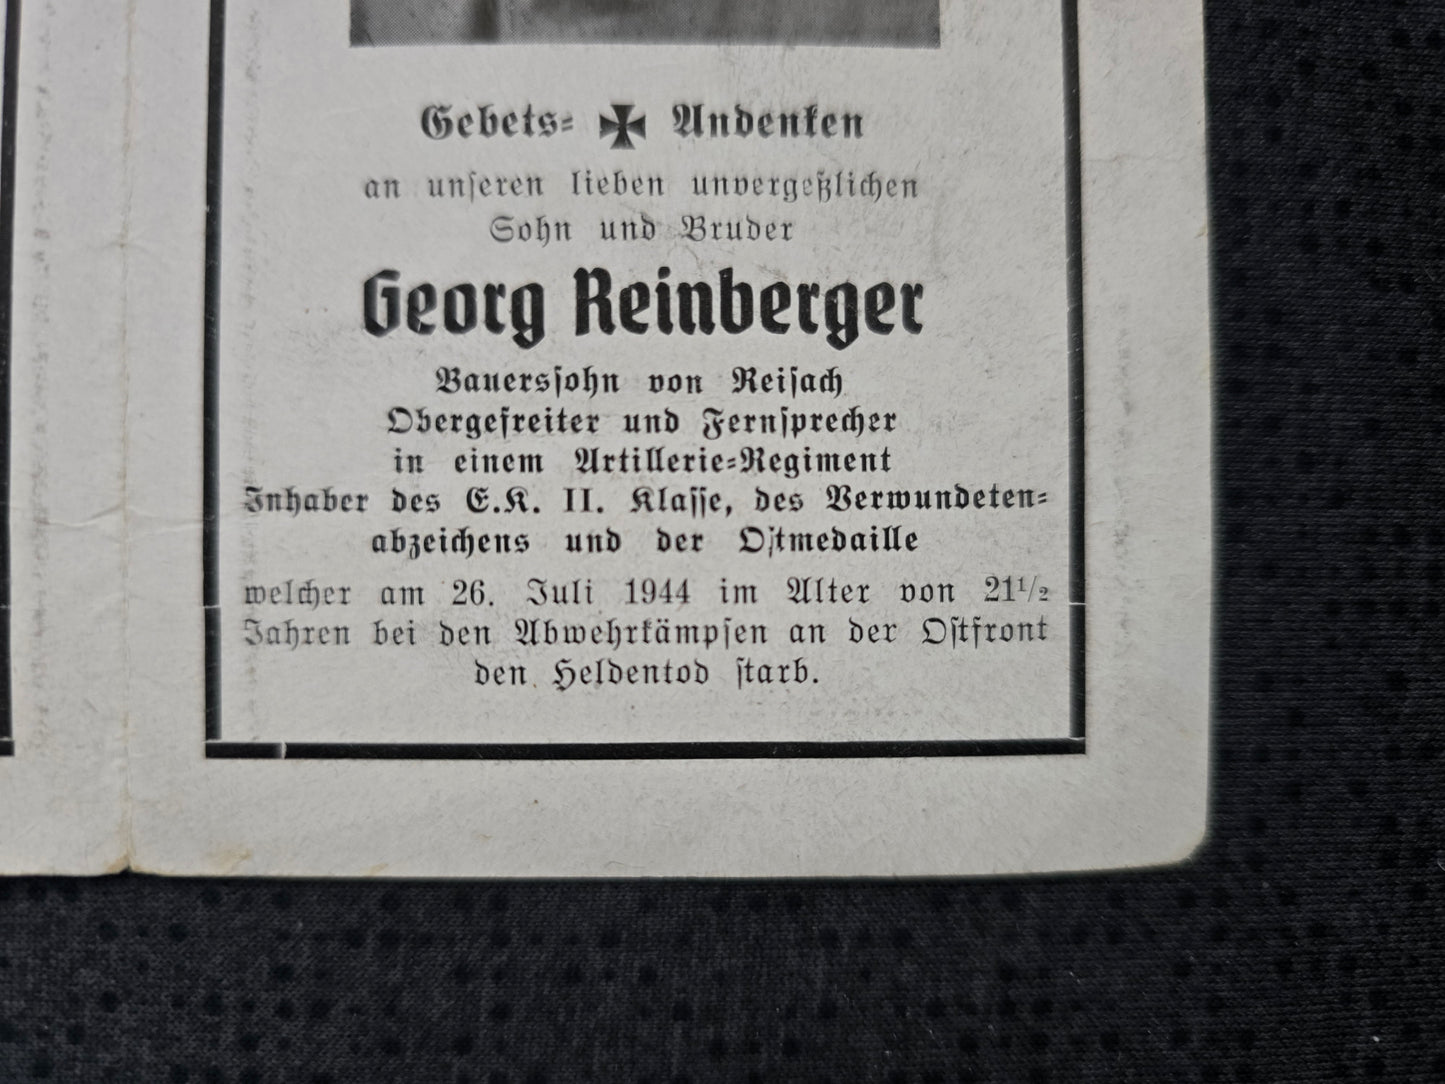 Gebets- Andenken
an unseren lieben unvergeßlichen
Sohn und Bruder
Georg Reinberger
Bauerssohn von Reisach
Obergefreiter und Fernsprecher
in einem Artillerie-Regiment
Inhaber des E.K. II. Klasse, des Verwundeten-
abzeichens und der Ostmedaille
welcher am 26. Juli 1944 im Alter von 21½
Jahren bei den Abwehrkämpfen an der Ostfront
den Heldentod starb.